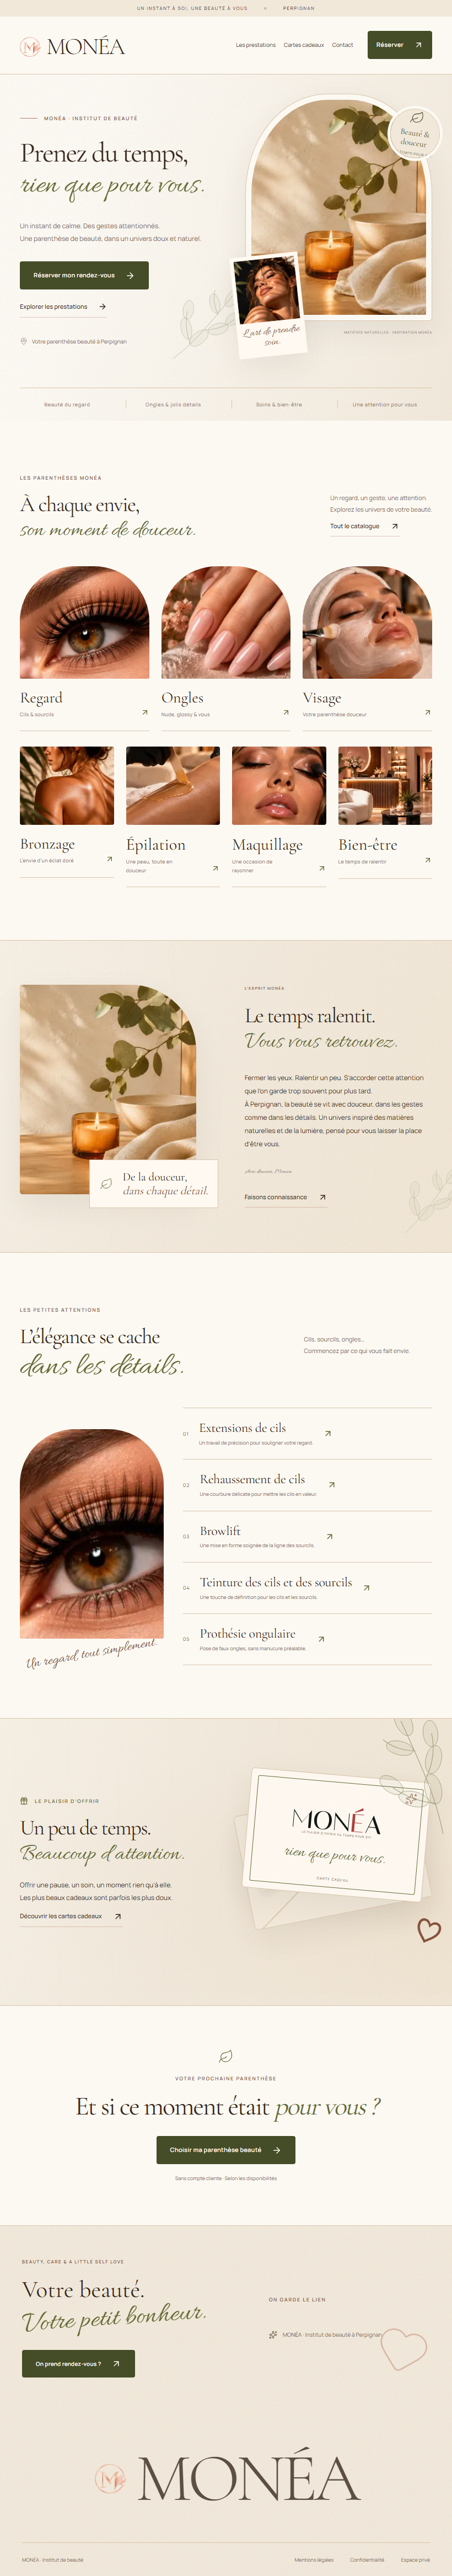 UN INSTANT À SOI, UNE BEAUTÉ À VOUS
PERPIGNAN
MONÉA
Les prestations
Cartes cadeaux
Contact
Réserver
MONÉA · INSTITUT DE BEAUTÉ
Prenez du temps,
rien que pour vous.
Un instant de calme. Des gestes attentionnés.
Une parenthèse de beauté, dans un univers doux et naturel.
Réserver mon rendez-vous
Explorer les prestations
Votre parenthèse beauté à Perpignan
Beauté &
douceur
L'art de prendre
soin.
MATIÈRES NATURELLES · INSPIRATION MONÉA
Beauté du regard
Ongles & jolis détails
Soins & bien-être
Une attention pour vous
LES PARENTHÈSES MONÉA
À chaque envie,
son moment de douceur.
Un regard, un geste, une attention.
Explorez les univers de votre beauté.
Tout le catalogue
Regard
Cils & sourcils
Ongles
Nude, glossy & vous
Visage
Votre parenthèse douceur
Bronzage
L'envie d'un éclat doré
Épilation
Une peau, toute en
douceur
Maquillage
Une occasion de
rayonner
Bien-être
Le temps de ralentir
L'ESPRIT MONÉA
Le temps ralentit.
Vous vous retrouvez.
Fermer les yeux. Ralentir un peu. S'accorder cette attention
que l'on garde trop souvent pour plus tard.
À Perpignan, la beauté se vit avec douceur, dans les gestes
comme dans les détails. Un univers inspiré des matières
naturelles et de la lumière, pensé pour vous laisser la place
d'être vous.
De la douceur,
dans chaque détail.
Avec douceur, Monéa
Faisons connaissance
LES PETITES ATTENTIONS
L'élégance se cache
dans les détails.
Cils, sourcils, ongles…
Commencez par ce qui vous fait envie.
01
Extensions de cils
Un travail de précision pour souligner votre regard.
02
Rehaussement de cils
Une courbure délicate pour mettre les cils en valeur.
03
Browlift
Une mise en forme soignée de la ligne des sourcils.
04
Teinture des cils et des sourcils
Une touche de définition pour les cils et les sourcils.
05
Prothésie ongulaire
Pose de faux ongles, sans manucure préalable.
Un regard, tout simplement.
LE PLAISIR D'OFFRIR
Un peu de temps.
Beaucoup d'attention.
Offrir une pause, un soin, un moment rien qu'à elle.
Les plus beaux cadeaux sont parfois les plus doux.
Découvrir les cartes cadeaux
MONÉA
LE PLAISIR D'OFFRIR DU TEMPS POUR SOI
rien que pour vous.
CARTE CADEAU
VOTRE PROCHAINE PARENTHÈSE
Et si ce moment était pour vous ?
Choisir ma parenthèse beauté
Sans compte cliente · Selon les disponibilités
BEAUTY, CARE & A LITTLE SELF LOVE
Votre beauté.
Votre petit bonheur.
On prend rendez-vous ?
ON GARDE LE LIEN
MONÉA · Institut de beauté à Perpignan
MONÉA
MONÉA · Institut de beauté
Mentions légales
Confidentialité
Espace privé